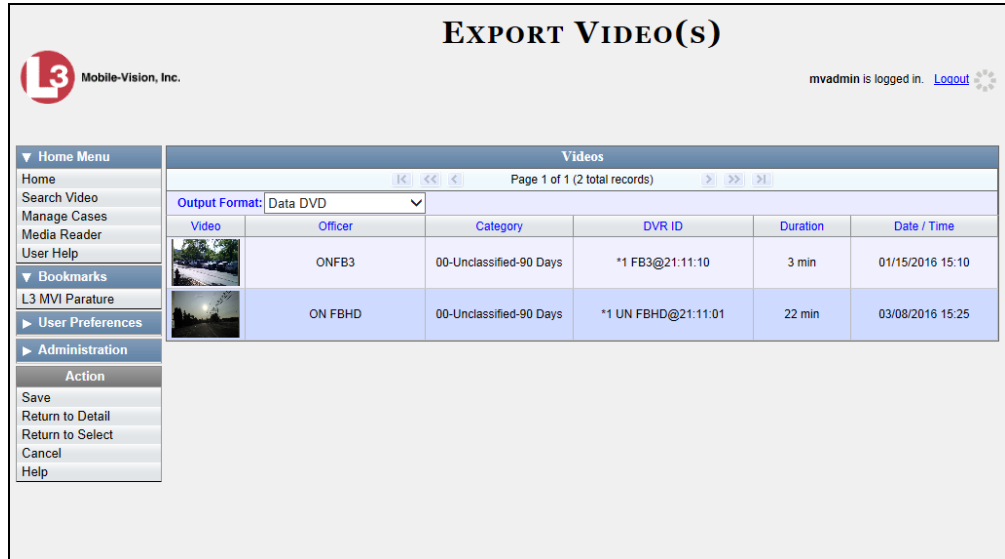 EXPORT VIDEO(S)
L3 Mobile-Vision, Inc.
mvadmin is logged in. Logout
▼ Home Menu
Home
Search Video
Manage Cases
Media Reader
User Help
▼ Bookmarks
L3 MVI Parature
▶ User Preferences
▶ Administration
Action
Save
Return to Detail
Return to Select
Cancel
Help
Videos
Page 1 of 1 (2 total records)
Output Format: Data DVD
Video Officer Category DVR ID Duration Date / Time
ONFB3 00-Unclassified-90 Days *1 FB3@21:11:10 3 min 01/15/2016 15:10
ON FBHD 00-Unclassified-90 Days *1 UN FBHD@21:11:01 22 min 03/08/2016 15:25